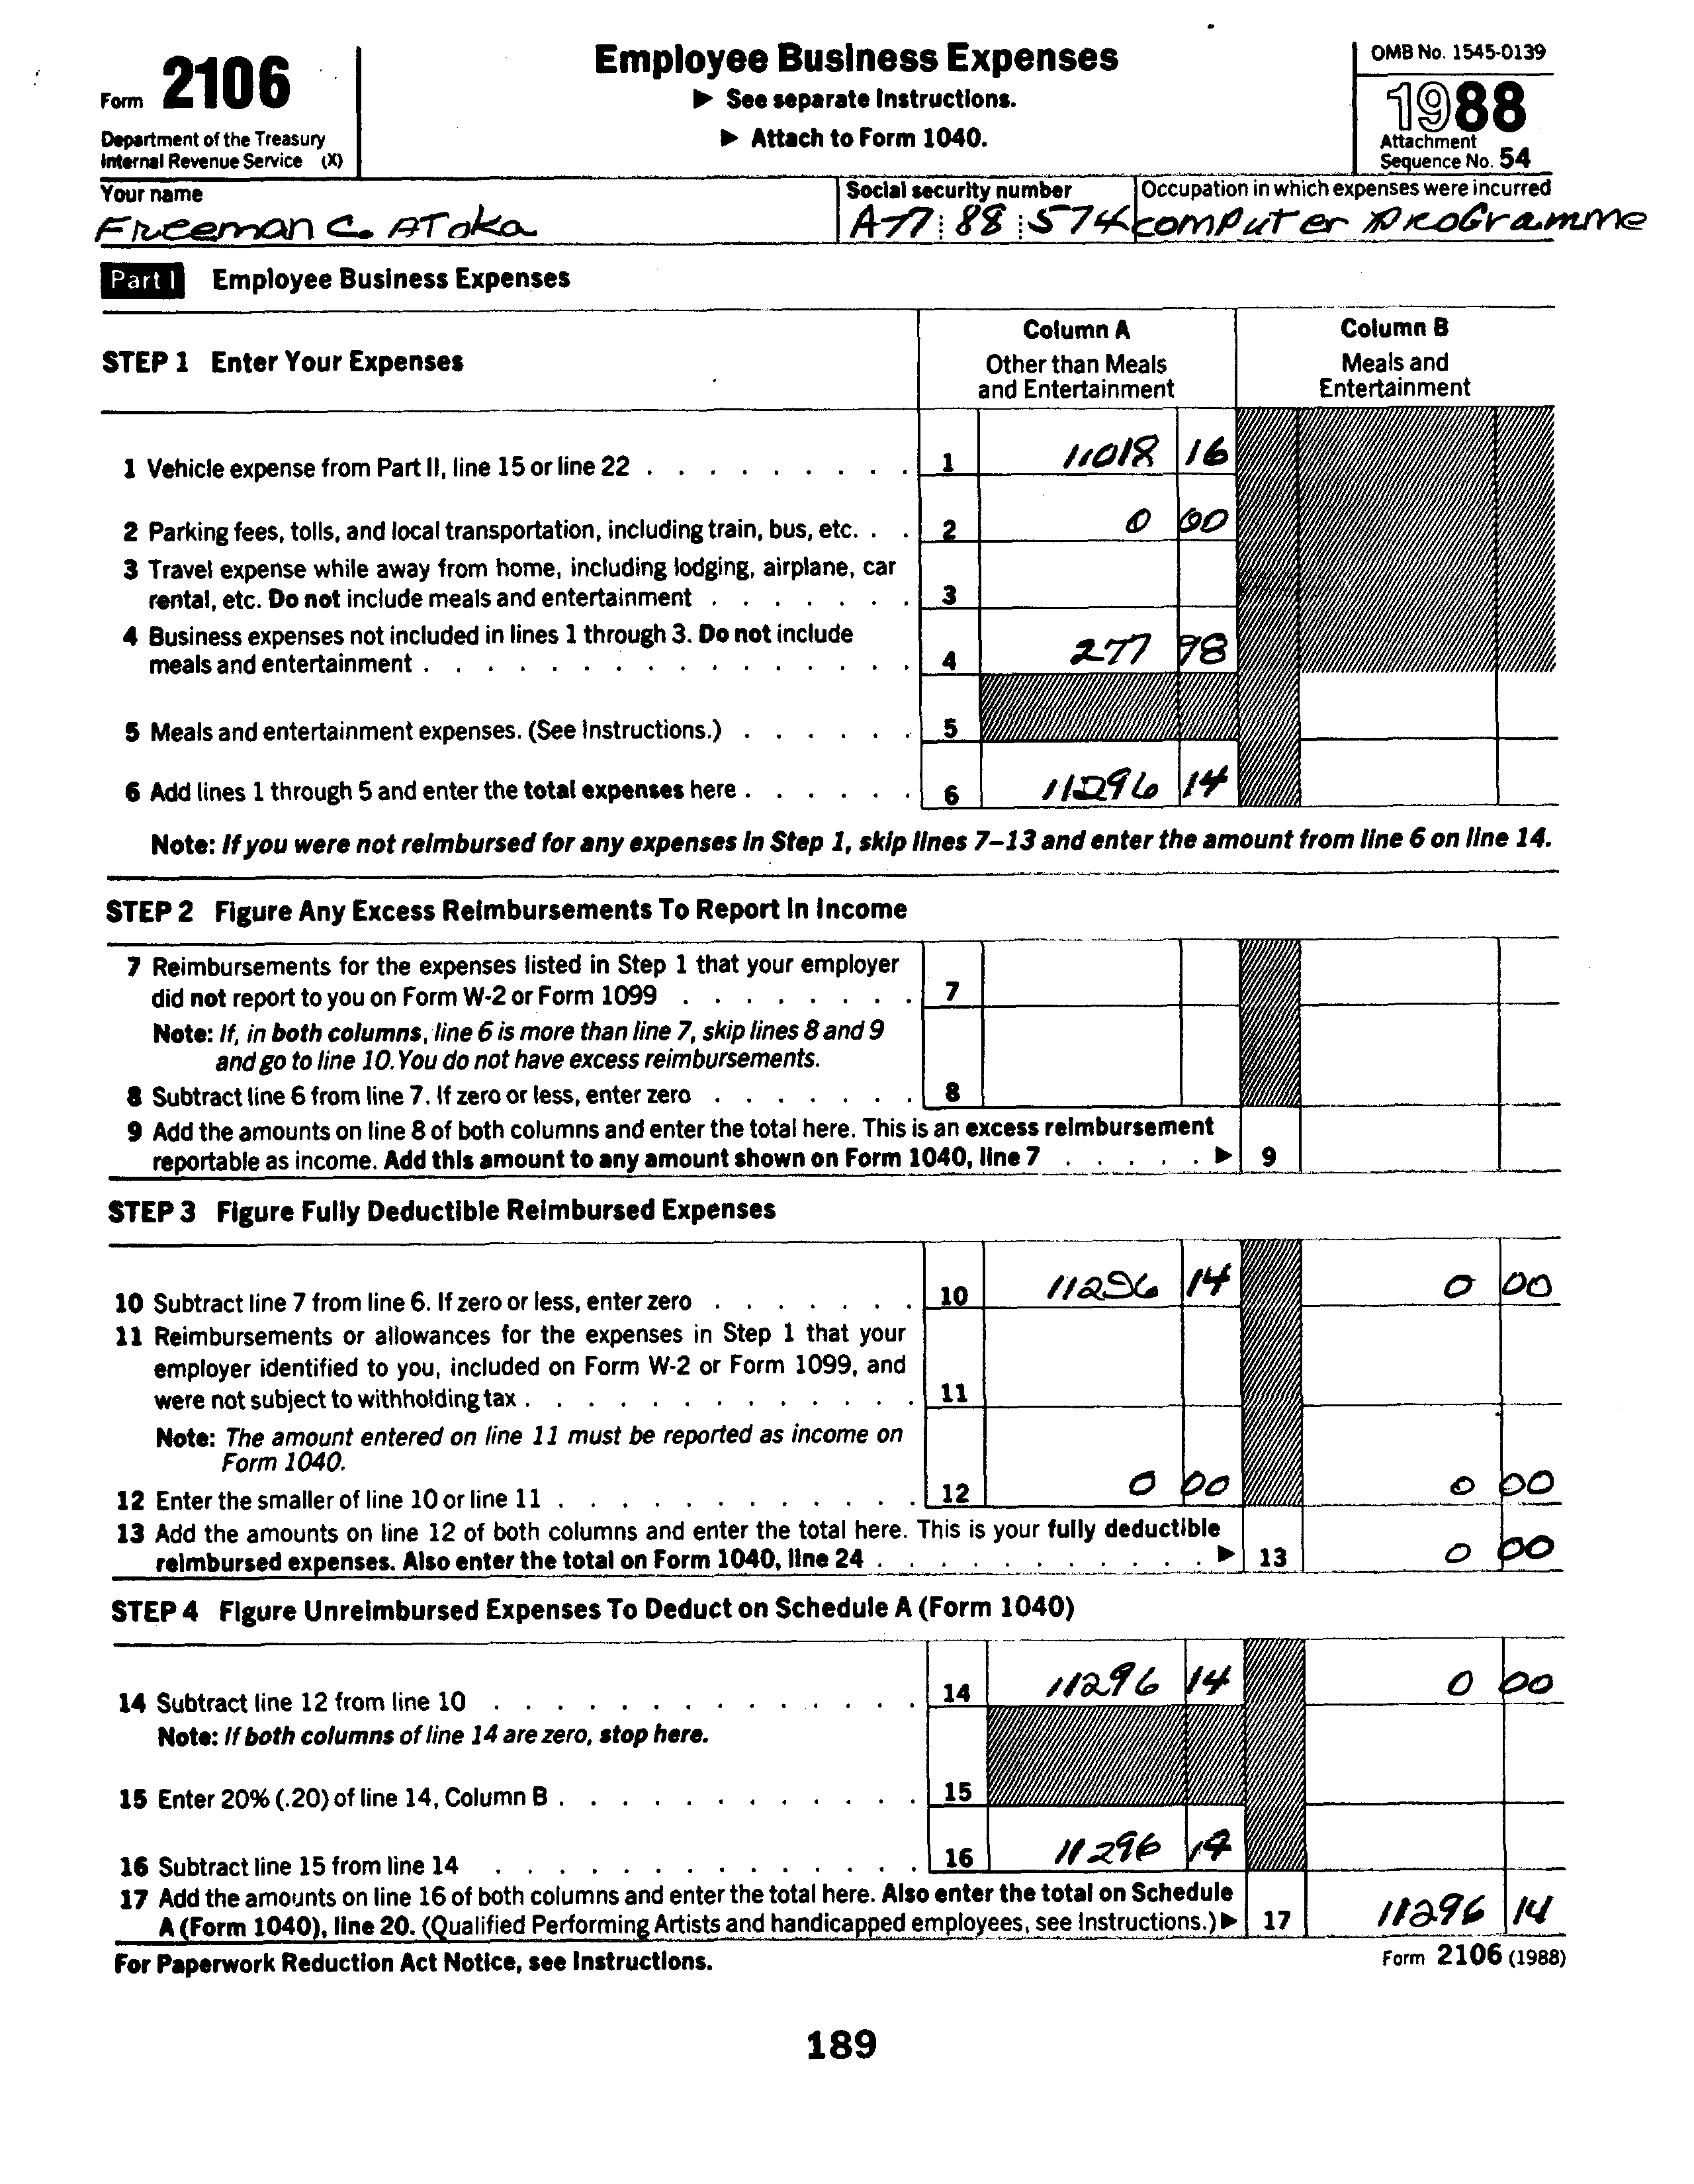 Form 2106
Department of the Treasury
Internal Revenue Service (X)
Employee Business Expenses
▶ See separate Instructions.
▶ Attach to Form 1040.
OMB No. 1545-0139
1988
Attachment
Sequence No. 54
Your name
Freeman C. AToka
Social security number
88 574
Occupation in which expenses were incurred
computer PRoGramme
Part I Employee Business Expenses
STEP 1 Enter Your Expenses
Column A
Other than Meals
and Entertainment
Column B
Meals and
Entertainment
1 Vehicle expense from Part II, line 15 or line 22 . . . . . . . . . 1 11018 16
2 Parking fees, tolls, and local transportation, including train, bus, etc. . . 2 0 00
3 Travel expense while away from home, including lodging, airplane, car
rental, etc. Do not include meals and entertainment . . . . . . . 3
4 Business expenses not included in lines 1 through 3. Do not include
meals and entertainment . . . . . . . . . . . . . . . 4 277 98
5 Meals and entertainment expenses. (See Instructions.) . . . . . . 5
6 Add lines 1 through 5 and enter the total expenses here . . . . . . 6 11296 14
Note: If you were not reimbursed for any expenses in Step 1, skip lines 7–13 and enter the amount from line 6 on line 14.
STEP 2 Figure Any Excess Reimbursements To Report In Income
7 Reimbursements for the expenses listed in Step 1 that your employer
did not report to you on Form W-2 or Form 1099 . . . . . . . . 7
Note: If, in both columns, line 6 is more than line 7, skip lines 8 and 9
and go to line 10. You do not have excess reimbursements.
8 Subtract line 6 from line 7. If zero or less, enter zero . . . . . . . 8
9 Add the amounts on line 8 of both columns and enter the total here. This is an excess reimbursement
reportable as income. Add this amount to any amount shown on Form 1040, line 7 . . . . . ▶ 9
STEP 3 Figure Fully Deductible Reimbursed Expenses
10 Subtract line 7 from line 6. If zero or less, enter zero . . . . . . . 10 11296 14 0 00
11 Reimbursements or allowances for the expenses in Step 1 that your
employer identified to you, included on Form W-2 or Form 1099, and
were not subject to withholding tax . . . . . . . . . . . . . 11
Note: The amount entered on line 11 must be reported as income on
Form 1040.
12 Enter the smaller of line 10 or line 11 . . . . . . . . . . . . 12 0 00 0 00
13 Add the amounts on line 12 of both columns and enter the total here. This is your fully deductible
reimbursed expenses. Also enter the total on Form 1040, line 24 . . . . . . . . . . . ▶ 13 0 00
STEP 4 Figure Unreimbursed Expenses To Deduct on Schedule A (Form 1040)
14 Subtract line 12 from line 10 . . . . . . . . . . . . . . 14 11296 14 0 00
Note: If both columns of line 14 are zero, stop here.
15 Enter 20% (.20) of line 14, Column B . . . . . . . . . . . . 15
16 Subtract line 15 from line 14 . . . . . . . . . . . . . . 16 11296 14
17 Add the amounts on line 16 of both columns and enter the total here. Also enter the total on Schedule
A (Form 1040), line 20. (Qualified Performing Artists and handicapped employees, see Instructions.) ▶ 17 11296 14
For Paperwork Reduction Act Notice, see Instructions.
Form 2106 (1988)
189